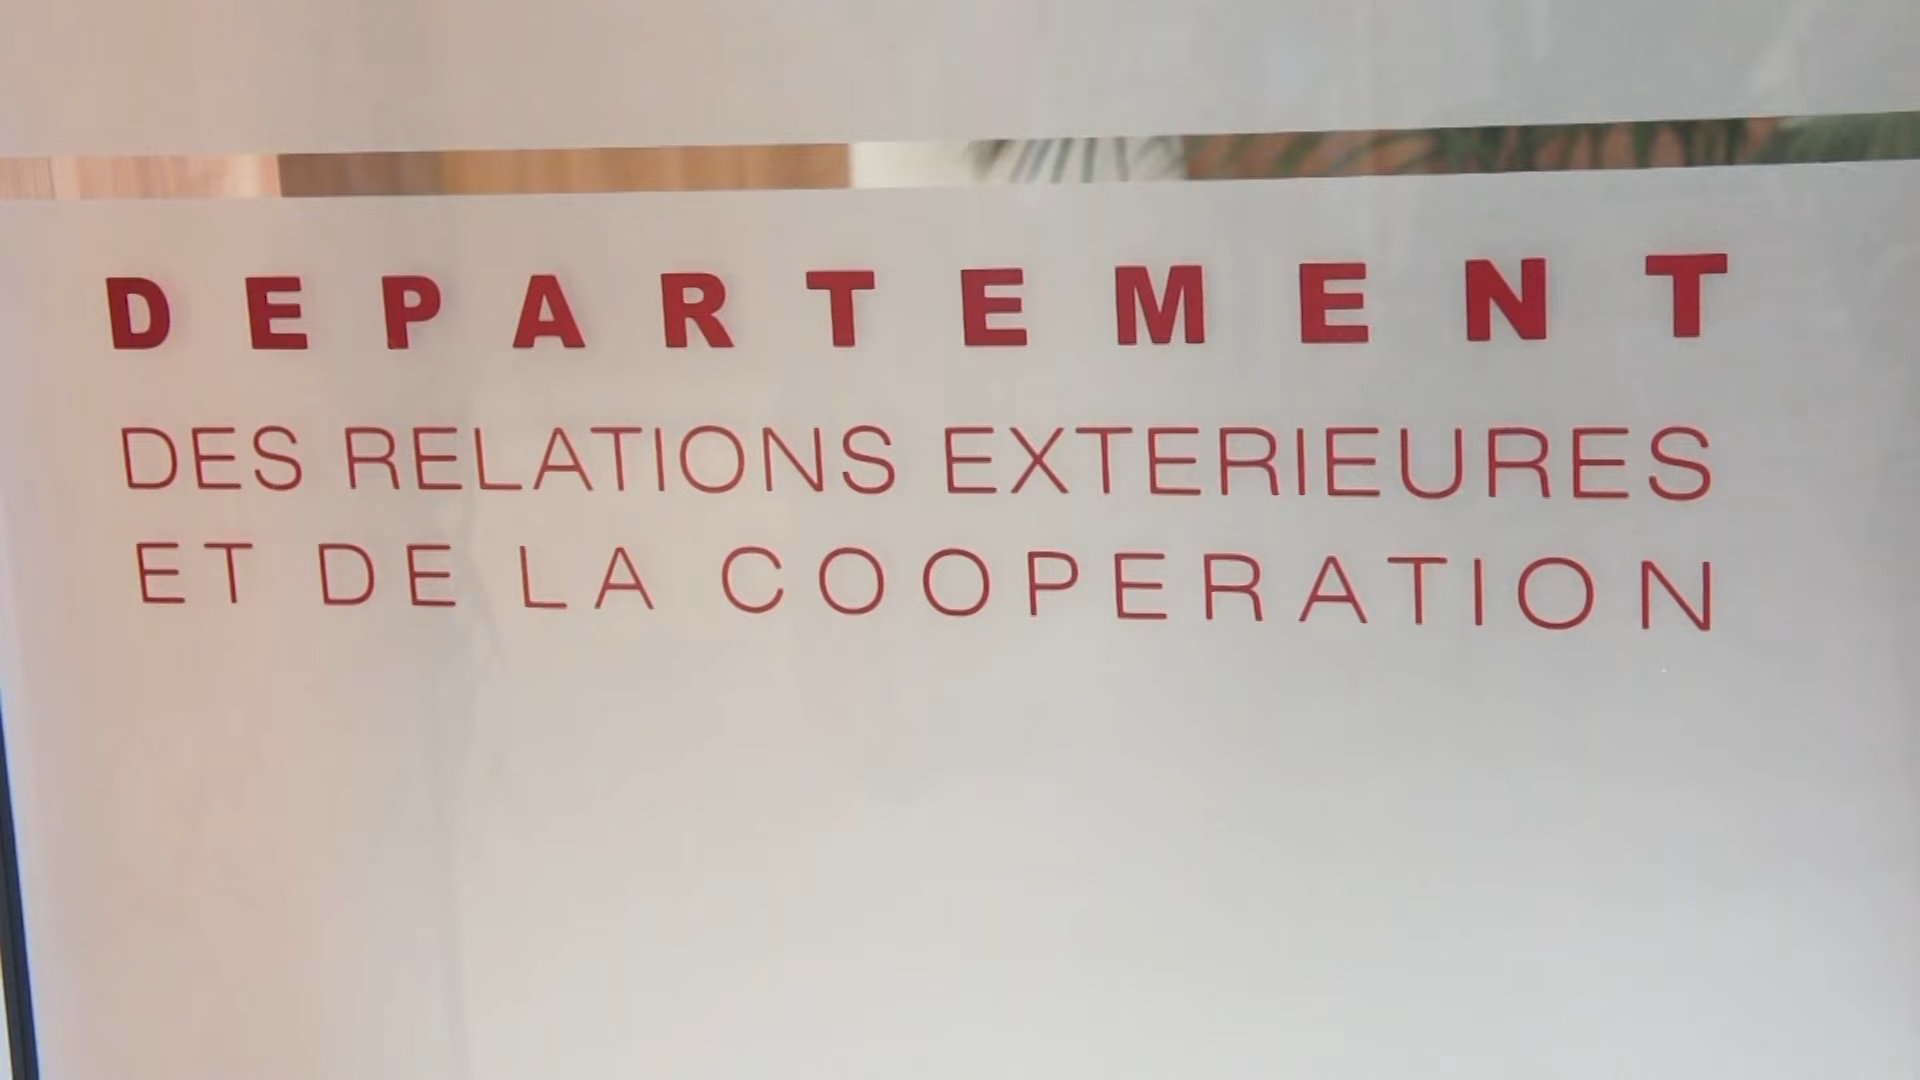 DEPARTEMENT
DES RELATIONS EXTERIEURES
ET DE LA COOPERATION